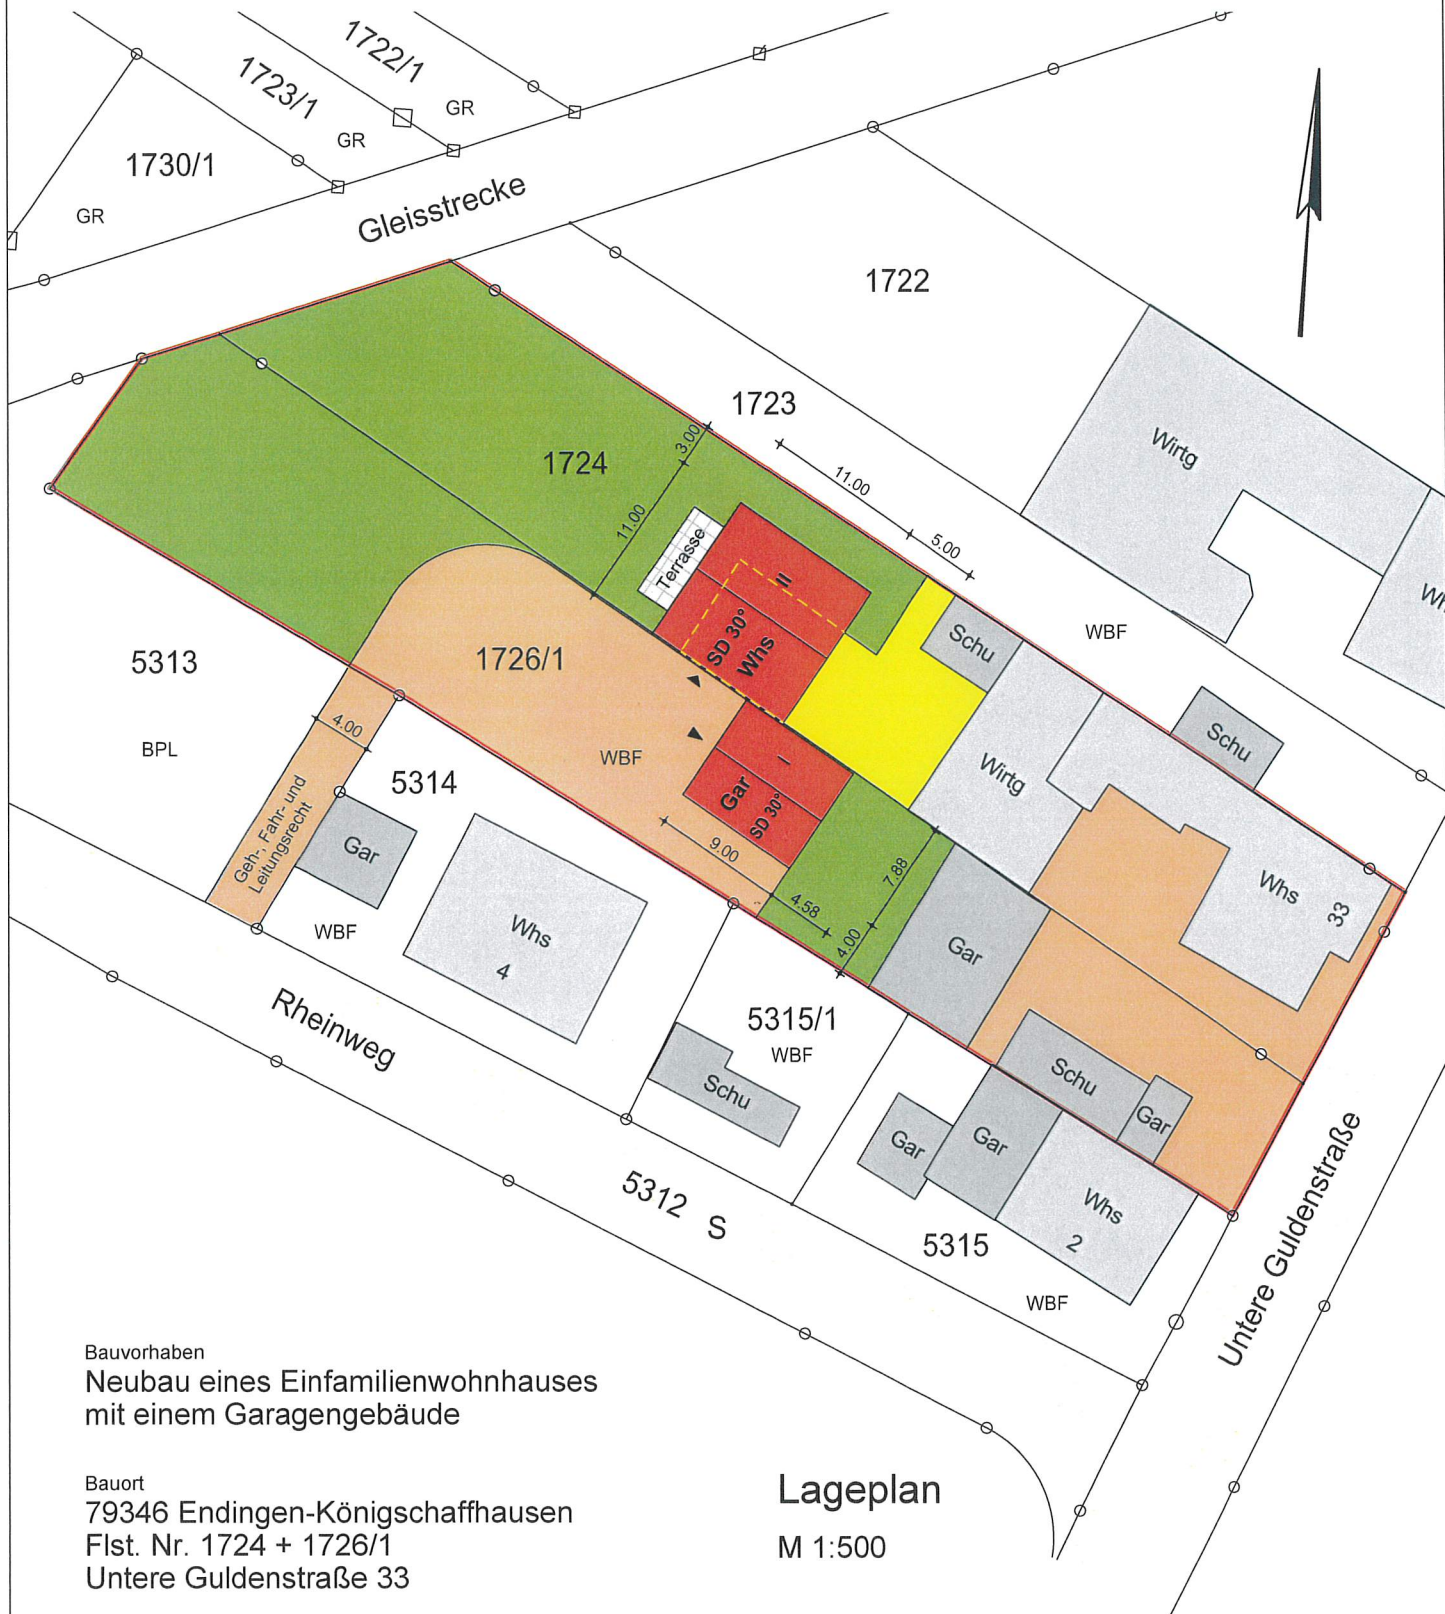 1722/1
1723/1
GR
GR
1730/1
GR
Gleisstrecke
1722
1723
Wirtg
1724
3.00
11.00
11.00
5.00
Terrasse
II
SD 30°
Whs
Schu
WBF
5313
1726/1
BPL
4.00
WBF
5314
I
Gar
SD 30°
Wirtg
Schu
Geh-, Fahr- und
Leitungsrecht
Gar
9.00
7.88
4.58
4.00
Whs
33
WBF
Whs
4
Gar
Rheinweg
5315/1
WBF
Schu
Schu
Gar
Gar
Gar
Whs
2
5312 S
5315
WBF
Untere Guldenstraße
Bauvorhaben
Neubau eines Einfamilienwohnhauses
mit einem Garagengebäude
Bauort
79346 Endingen-Königschaffhausen
Flst. Nr. 1724 + 1726/1
Untere Guldenstraße 33
Lageplan
M 1:500